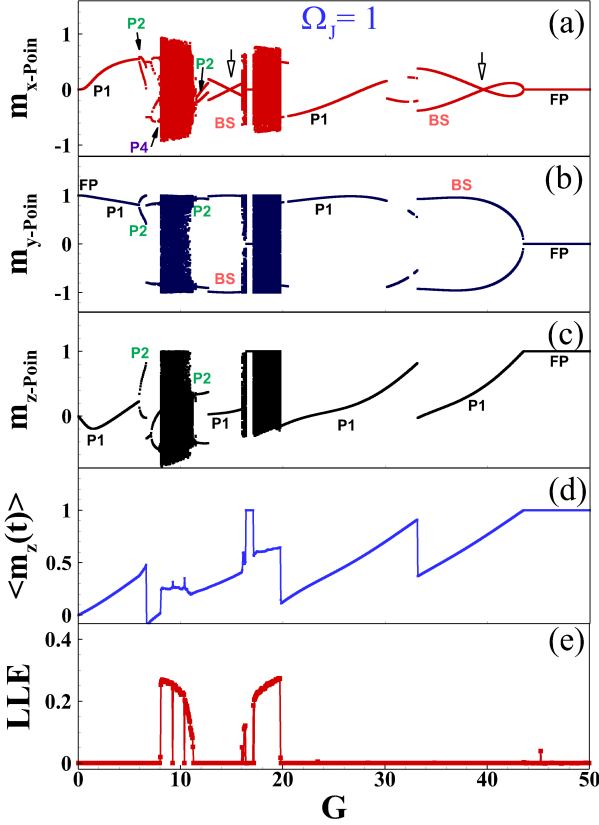 Ω_J = 1
(a)
m_x-Poin
1
0
-1
P2
P1
P4
P2
BS
P1
BS
FP
(b)
m_y-Poin
1
0
-1
FP
P1
P2
P2
BS
P1
BS
FP
(c)
m_z-Poin
1
0
P2
P1
P2
P1
P1
P1
FP
(d)
<m_z(t)>
1
0.5
0
(e)
LLE
0.4
0.2
0
0 10 20 30 40 50
G